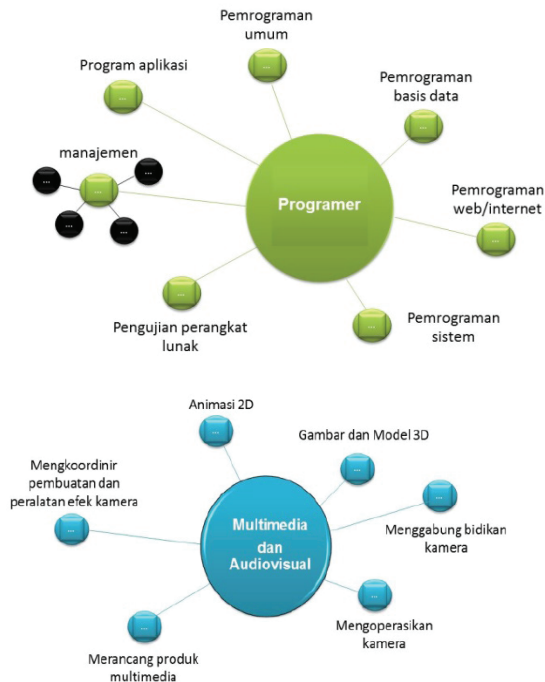 Pemrograman
umum
Program aplikasi
...
...
Pemrograman
basis data
...
manajemen
...
...
...
...
...
Programer
Pemrograman
web/internet
...
...
Pengujian perangkat
lunak
...
Pemrograman
sistem
Animasi 2D
...
Gambar dan Model 3D
...
Mengkoordinir
pembuatan dan
peralatan efek kamera
...
Multimedia
dan
Audiovisual
...
Menggabung bidikan
kamera
...
Mengoperasikan
kamera
...
Merancang produk
multimedia